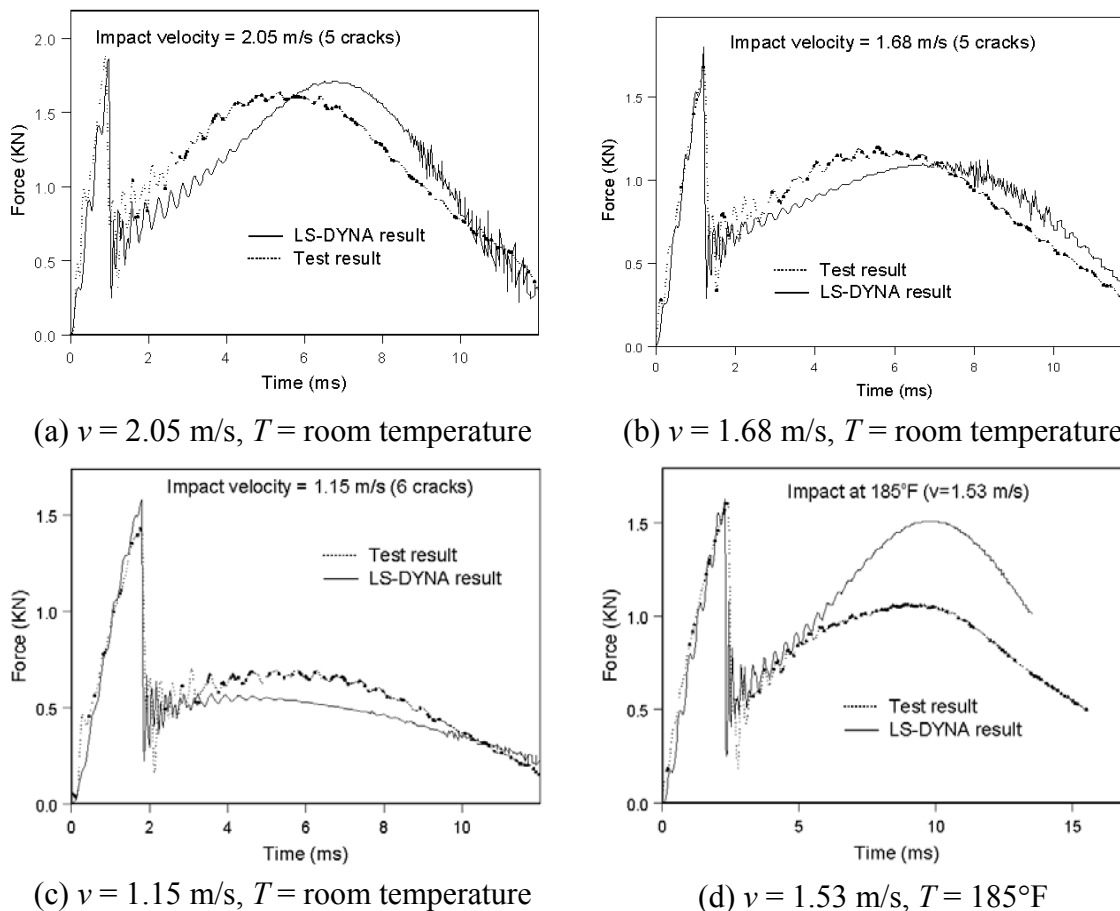 Impact velocity = 2.05 m/s (5 cracks)
2.0
1.5
1.0
0.5
0.0
Force (KN)
LS-DYNA result
Test result
0 2 4 6 8 10
Time (ms)
(a) v = 2.05 m/s, T = room temperature
Impact velocity = 1.68 m/s (5 cracks)
1.5
1.0
0.5
0.0
Force (KN)
Test result
LS-DYNA result
0 2 4 6 8 10
Time (ms)
(b) v = 1.68 m/s, T = room temperature
Impact velocity = 1.15 m/s (6 cracks)
1.5
1.0
0.5
0.0
Force (KN)
Test result
LS-DYNA result
0 2 4 6 8 10
Time (ms)
(c) v = 1.15 m/s, T = room temperature
Impact at 185°F (v=1.53 m/s)
1.5
1.0
0.5
0.0
Force (KN)
Test result
LS-DYNA result
0 5 10 15
Time (ms)
(d) v = 1.53 m/s, T = 185°F